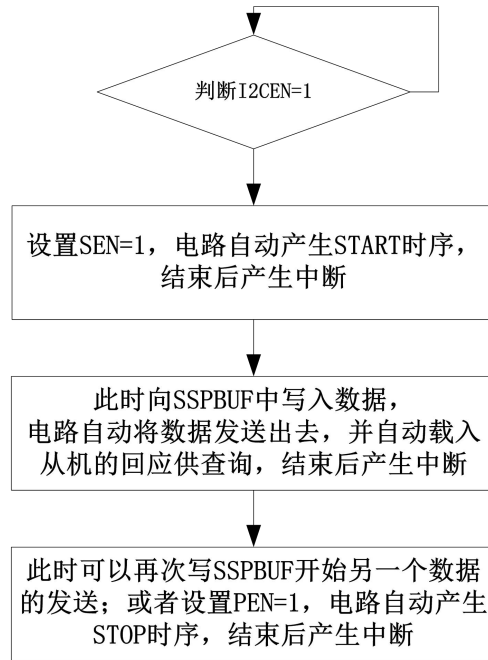 判断I2CEN=1
设置SEN=1，电路自动产生START时序，
结束后产生中断
此时向SSPBUF中写入数据，
电路自动将数据发送出去，并自动载入
从机的回应供查询，结束后产生中断
此时可以再次写SSPBUF开始另一个数据
的发送；或者设置PEN=1，电路自动产生
STOP时序，结束后产生中断